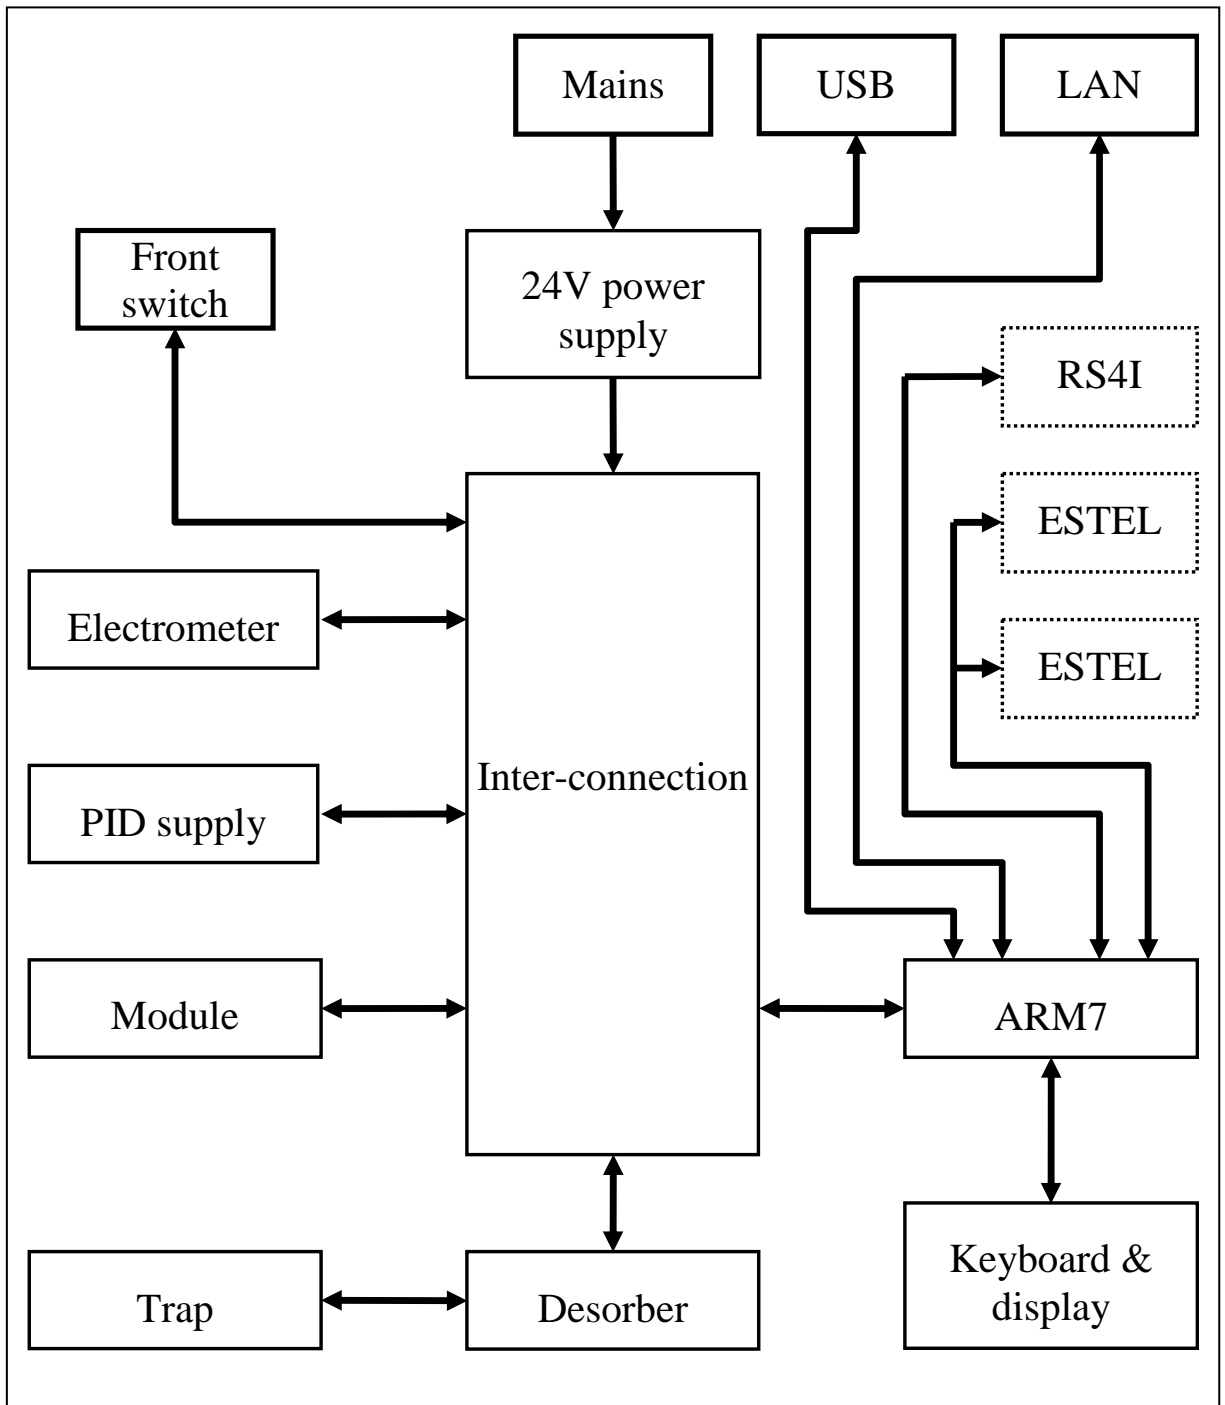 Mains
USB
LAN
Front
switch
24V power
supply
RS4I
ESTEL
Electrometer
ESTEL
Inter-connection
PID supply
Module
ARM7
Keyboard &
display
Trap
Desorber